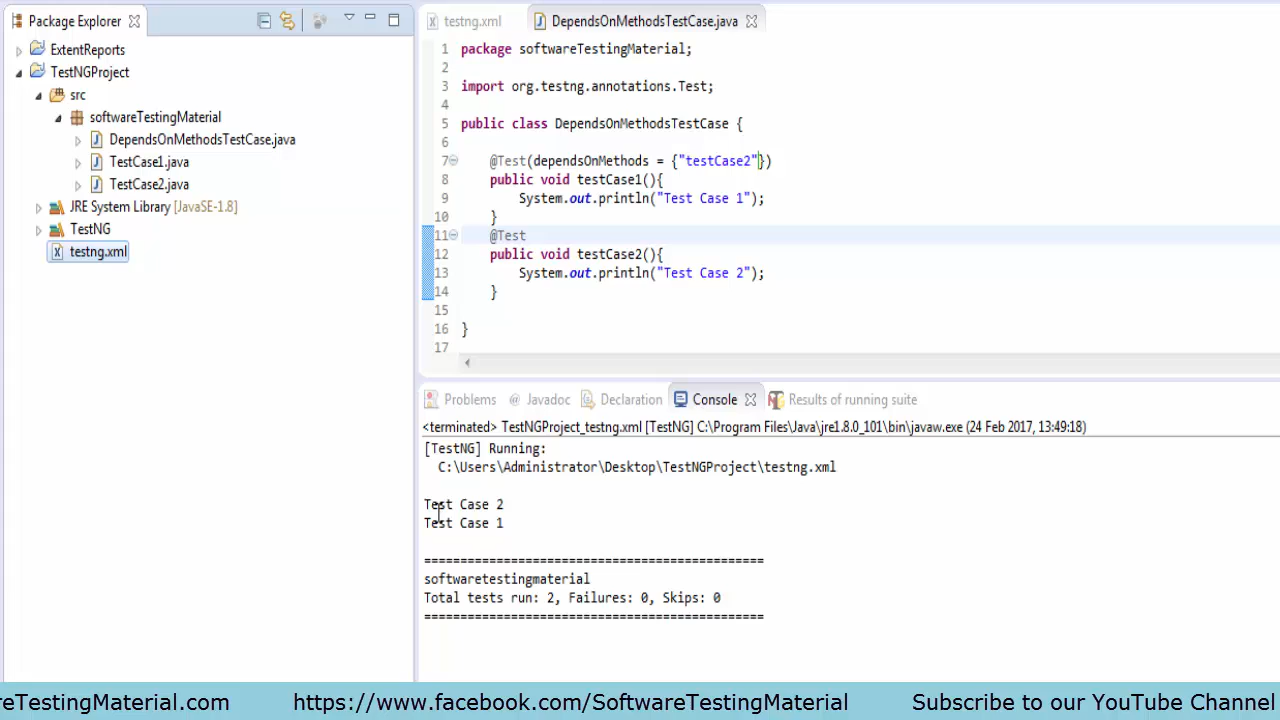 Package Explorer
ExtentReports
TestNGProject
src
softwareTestingMaterial
DependsOnMethodsTestCase.java
TestCase1.java
TestCase2.java
JRE System Library [JavaSE-1.8]
TestNG
testng.xml
testng.xml DependsOnMethodsTestCase.java
1 package softwareTestingMaterial;
2
3 import org.testng.annotations.Test;
4
5 public class DependsOnMethodsTestCase {
6
7 @Test(dependsOnMethods = {"testCase2"})
8 public void testCase1(){
9 System.out.println("Test Case 1");
10 }
11 @Test
12 public void testCase2(){
13 System.out.println("Test Case 2");
14 }
15
16 }
17
Problems @ Javadoc Declaration Console Results of running suite
<terminated> TestNGProject_testng.xml [TestNG] C:\Program Files\Java\jre1.8.0_101\bin\javaw.exe (24 Feb 2017, 13:49:18)
[TestNG] Running:
C:\Users\Administrator\Desktop\TestNGProject\testng.xml
Test Case 2
Test Case 1
===============================================
softwaretestingmaterial
Total tests run: 2, Failures: 0, Skips: 0
===============================================
reTestingMaterial.com https://www.facebook.com/SoftwareTestingMaterial Subscribe to our YouTube Channel